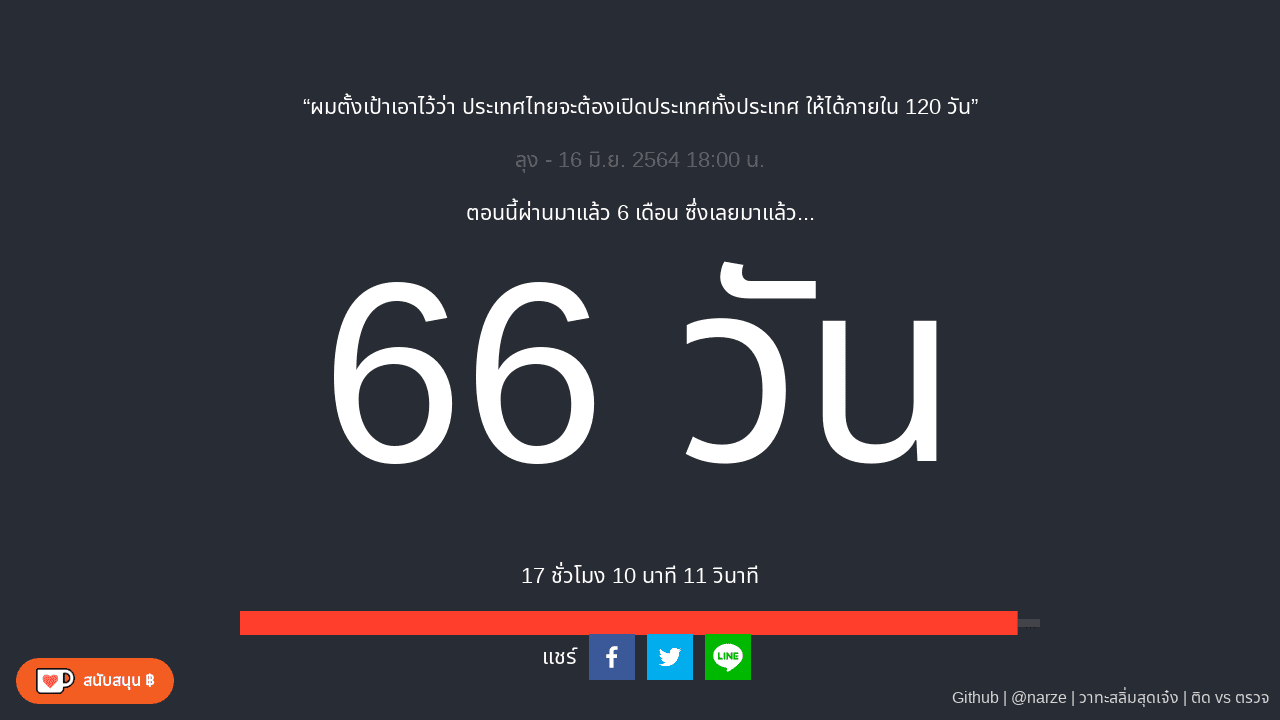 “ผมตั้งเป้าเอาไว้ว่า ประเทศไทยจะต้องเปิดประเทศทั้งประเทศ ให้ได้ภายใน 120 วัน”
ลุง - 16 มิ.ย. 2564 18:00 น.
ตอนนี้ผ่านมาแล้ว 6 เดือน ซึ่งเลยมาแล้ว...
66 วัน
17 ชั่วโมง 10 นาที 11 วินาที
แชร์ LINE
สนับสนุน ฿
Github | @narze | วาทะสลิ่มสุดเจ๋ง | ติด vs ตรวจ